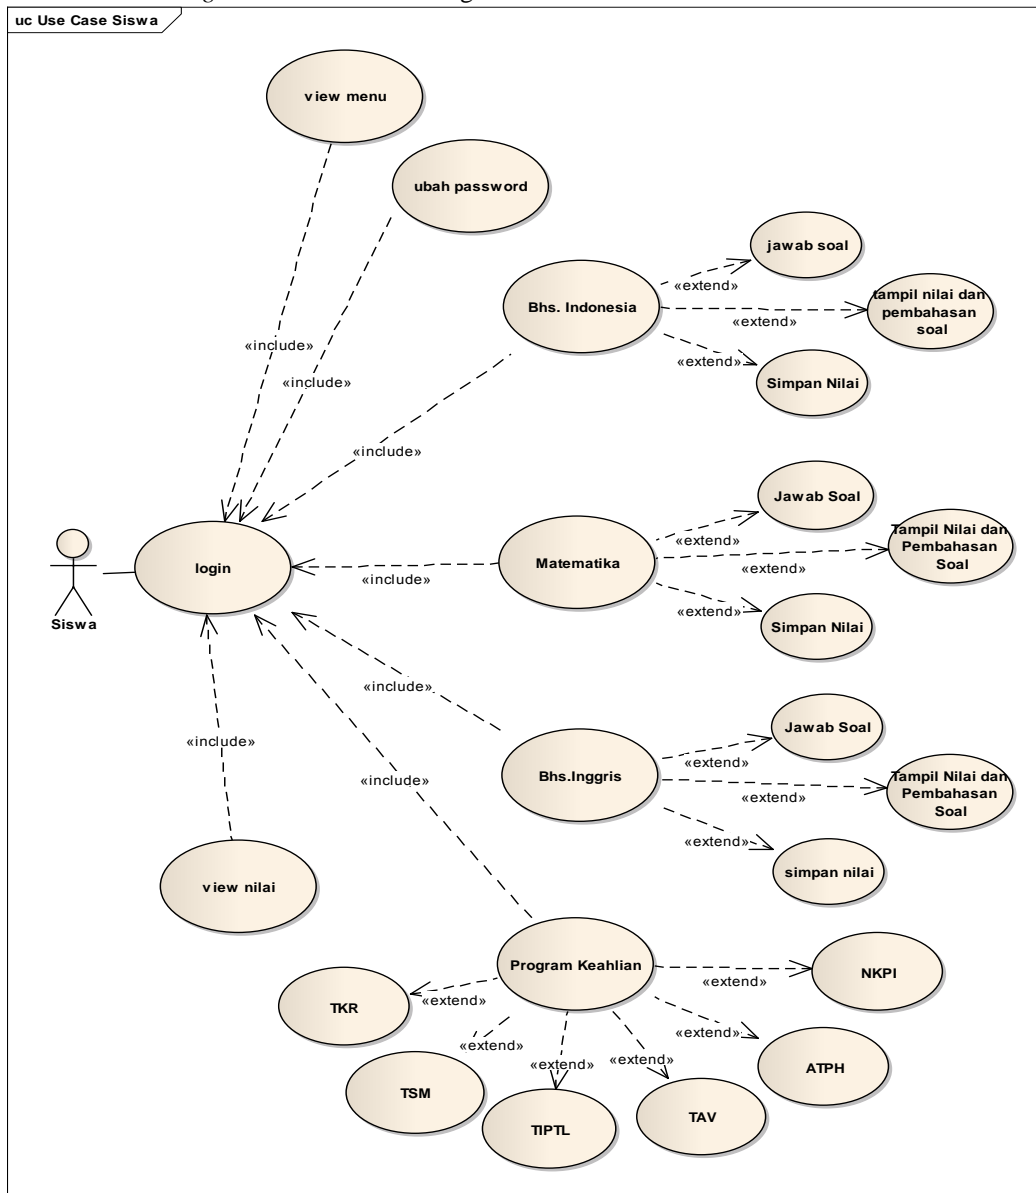 uc Use Case Siswa
view menu
ubah password
jawab soal
«extend»
Bhs. Indonesia
tampil nilai dan
pembahasan
soal
«extend»
«include»
«extend»
Simpan Nilai
«include»
«include»
Jawab Soal
«extend»
Tampil Nilai dan
Pembahasan
Soal
login
Matematika
«include»
«extend»
«extend»
Simpan Nilai
Siswa
«include»
Jawab Soal
«extend»
«include»
Bhs.Inggris
«include»
Tampil Nilai dan
Pembahasan
Soal
«extend»
«extend»
simpan nilai
view nilai
Program Keahlian
NKPI
«extend»
TKR
«extend»
«extend»
«extend»
«extend»
«extend»
ATPH
TSM
TAV
TIPTL